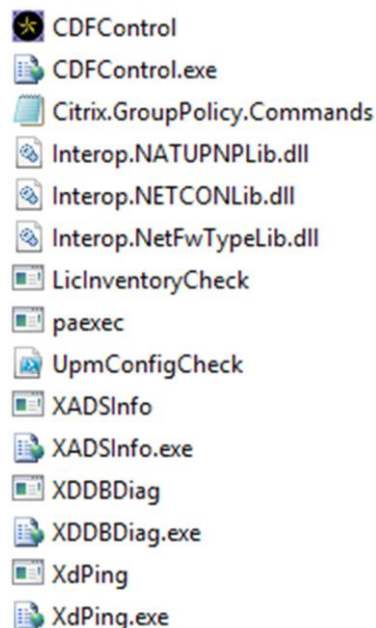 CDFControl
CDFControl.exe
Citrix.GroupPolicy.Commands
Interop.NATUPNPLib.dll
Interop.NETCONLib.dll
Interop.NetFwTypeLib.dll
LicInventoryCheck
paexec
UpmConfigCheck
XADSInfo
XADSInfo.exe
XDDBDiag
XDDBDiag.exe
XdPing
XdPing.exe